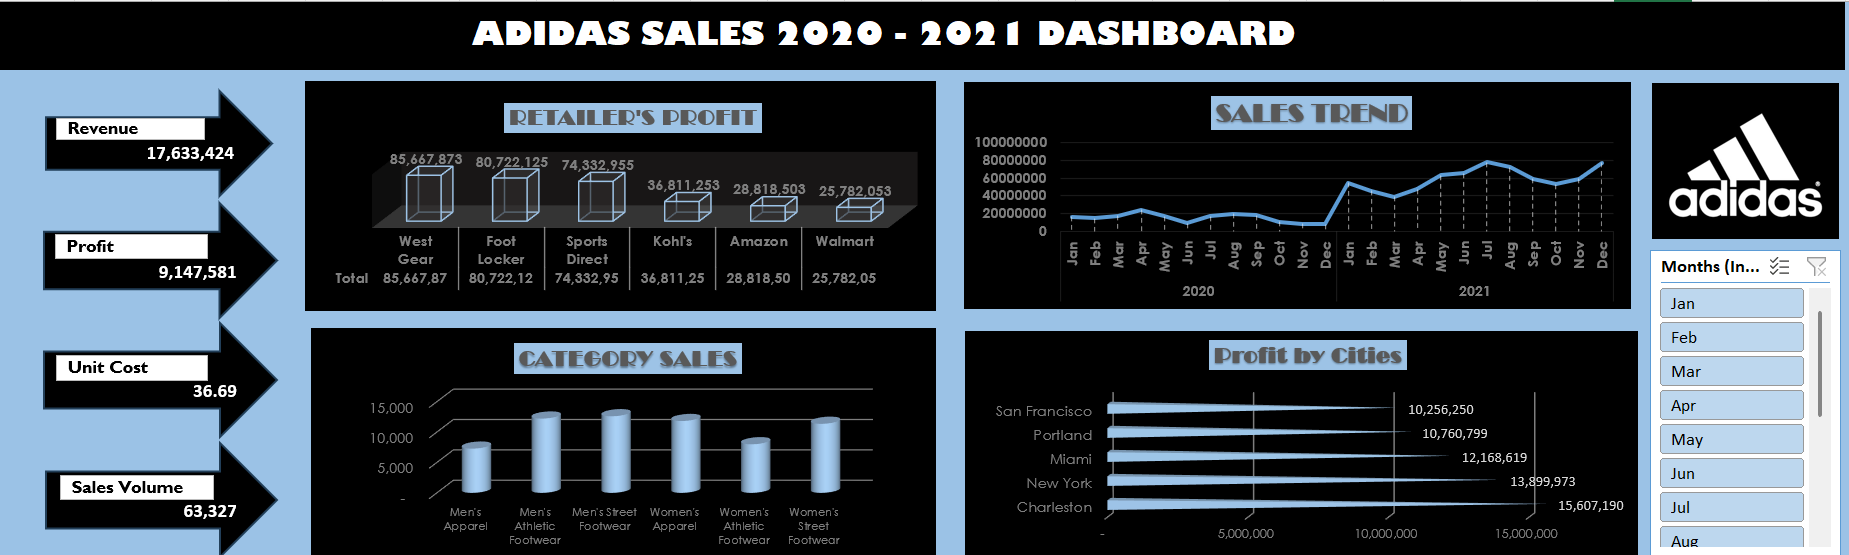 ADIDAS SALES 2020 - 2021 DASHBOARD
Revenue
17,633,424
Profit
9,147,581
Unit Cost
36.69
Sales Volume
63,327
RETAILER'S PROFIT
85,667,873
80,722,125
74,332,955
36,811,253
28,818,503
25,782,053
West
Gear
Foot
Locker
Sports
Direct
Kohl's
Amazon
Walmart
Total 85,667,87 80,722,12 74,332,95 36,811,25 28,818,50 25,782,05
SALES TREND
100000000
80000000
60000000
40000000
20000000
0
Jan Feb Mar Apr May Jun Jul Aug Sep Oct Nov Dec Jan Feb Mar Apr May Jun Jul Aug Sep Oct Nov Dec
2020 2021
CATEGORY SALES
15,000
10,000
5,000
-
Men's
Apparel
Men's
Athletic
Footwear
Men's Street
Footwear
Women's
Apparel
Women's
Athletic
Footwear
Women's
Street
Footwear
Profit by Cities
San Francisco 10,256,250
Portland 10,760,799
Miami 12,168,619
New York 13,899,973
Charleston 15,607,190
- 5,000,000 10,000,000 15,000,000
adidas
Months (In...
Jan
Feb
Mar
Apr
May
Jun
Jul
Aug